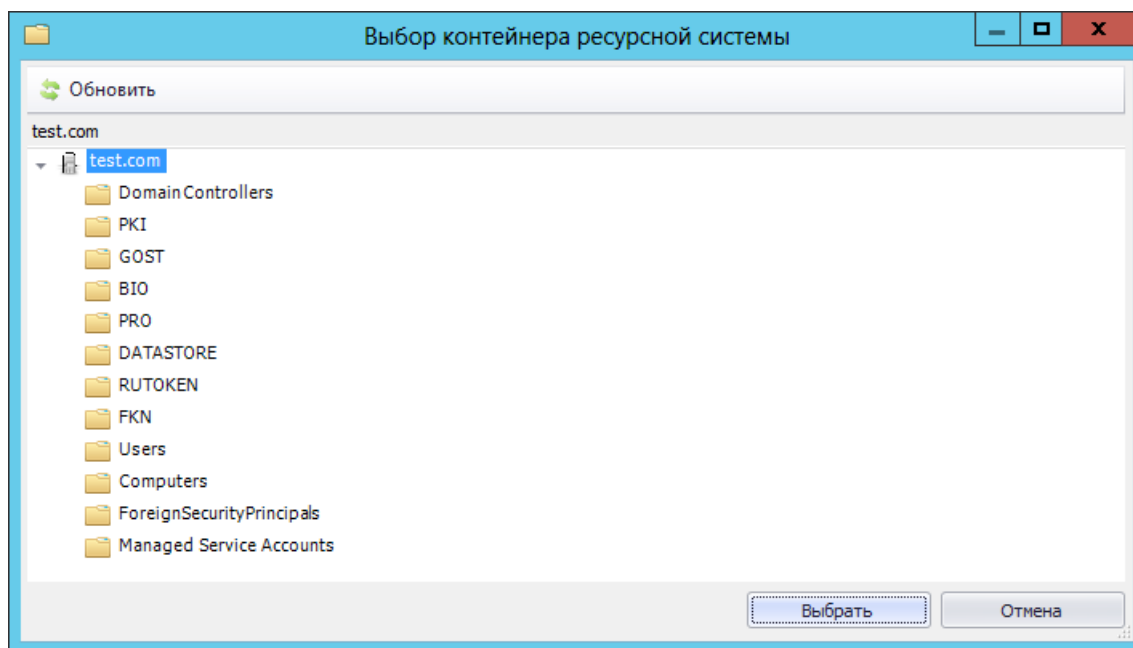 Выбор контейнера ресурсной системы
Обновить
test.com
test.com
Domain Controllers
PKI
GOST
BIO
PRO
DATASTORE
RUTOKEN
FKN
Users
Computers
ForeignSecurityPrincipals
Managed Service Accounts
Выбрать Отмена